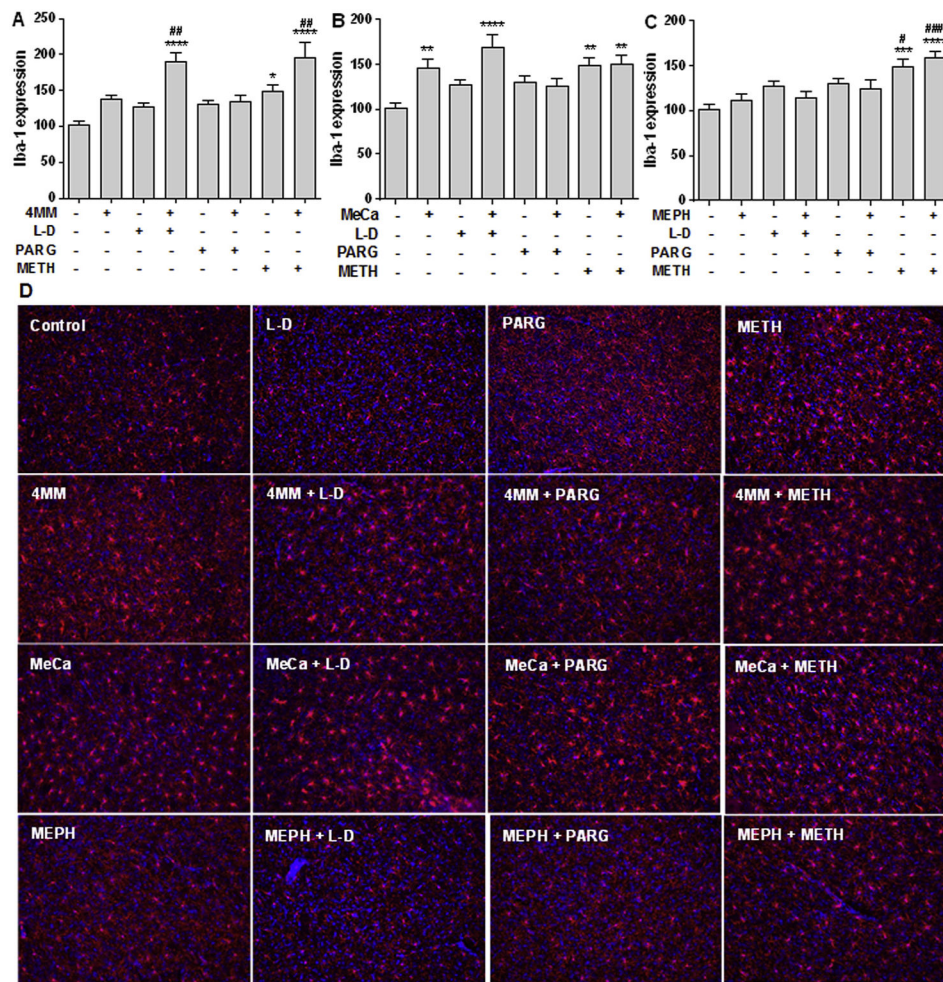 A
Iba-1 expression
250
200
150
100
50
0
##
****
*
##
****
4MM - + - + - + - +
L-D - - + + - - - -
PARG - - - - + + - -
METH - - - - - - + +
B
Iba-1 expression
200
150
100
50
0
**
****
**
**
MeCa - + - + - + - +
L-D - - + + - - - -
PARG - - - - + + - -
METH - - - - - - + +
C
Iba-1 expression
200
150
100
50
0
#
***
###
****
MEPH - + - + - + - +
L-D - - + + - - - -
PARG - - - - + + - -
METH - - - - - - + +
D
Control
L-D
PARG
METH
4MM
4MM + L-D
4MM + PARG
4MM + METH
MeCa
MeCa + L-D
MeCa + PARG
MeCa + METH
MEPH
MEPH + L-D
MEPH + PARG
MEPH + METH